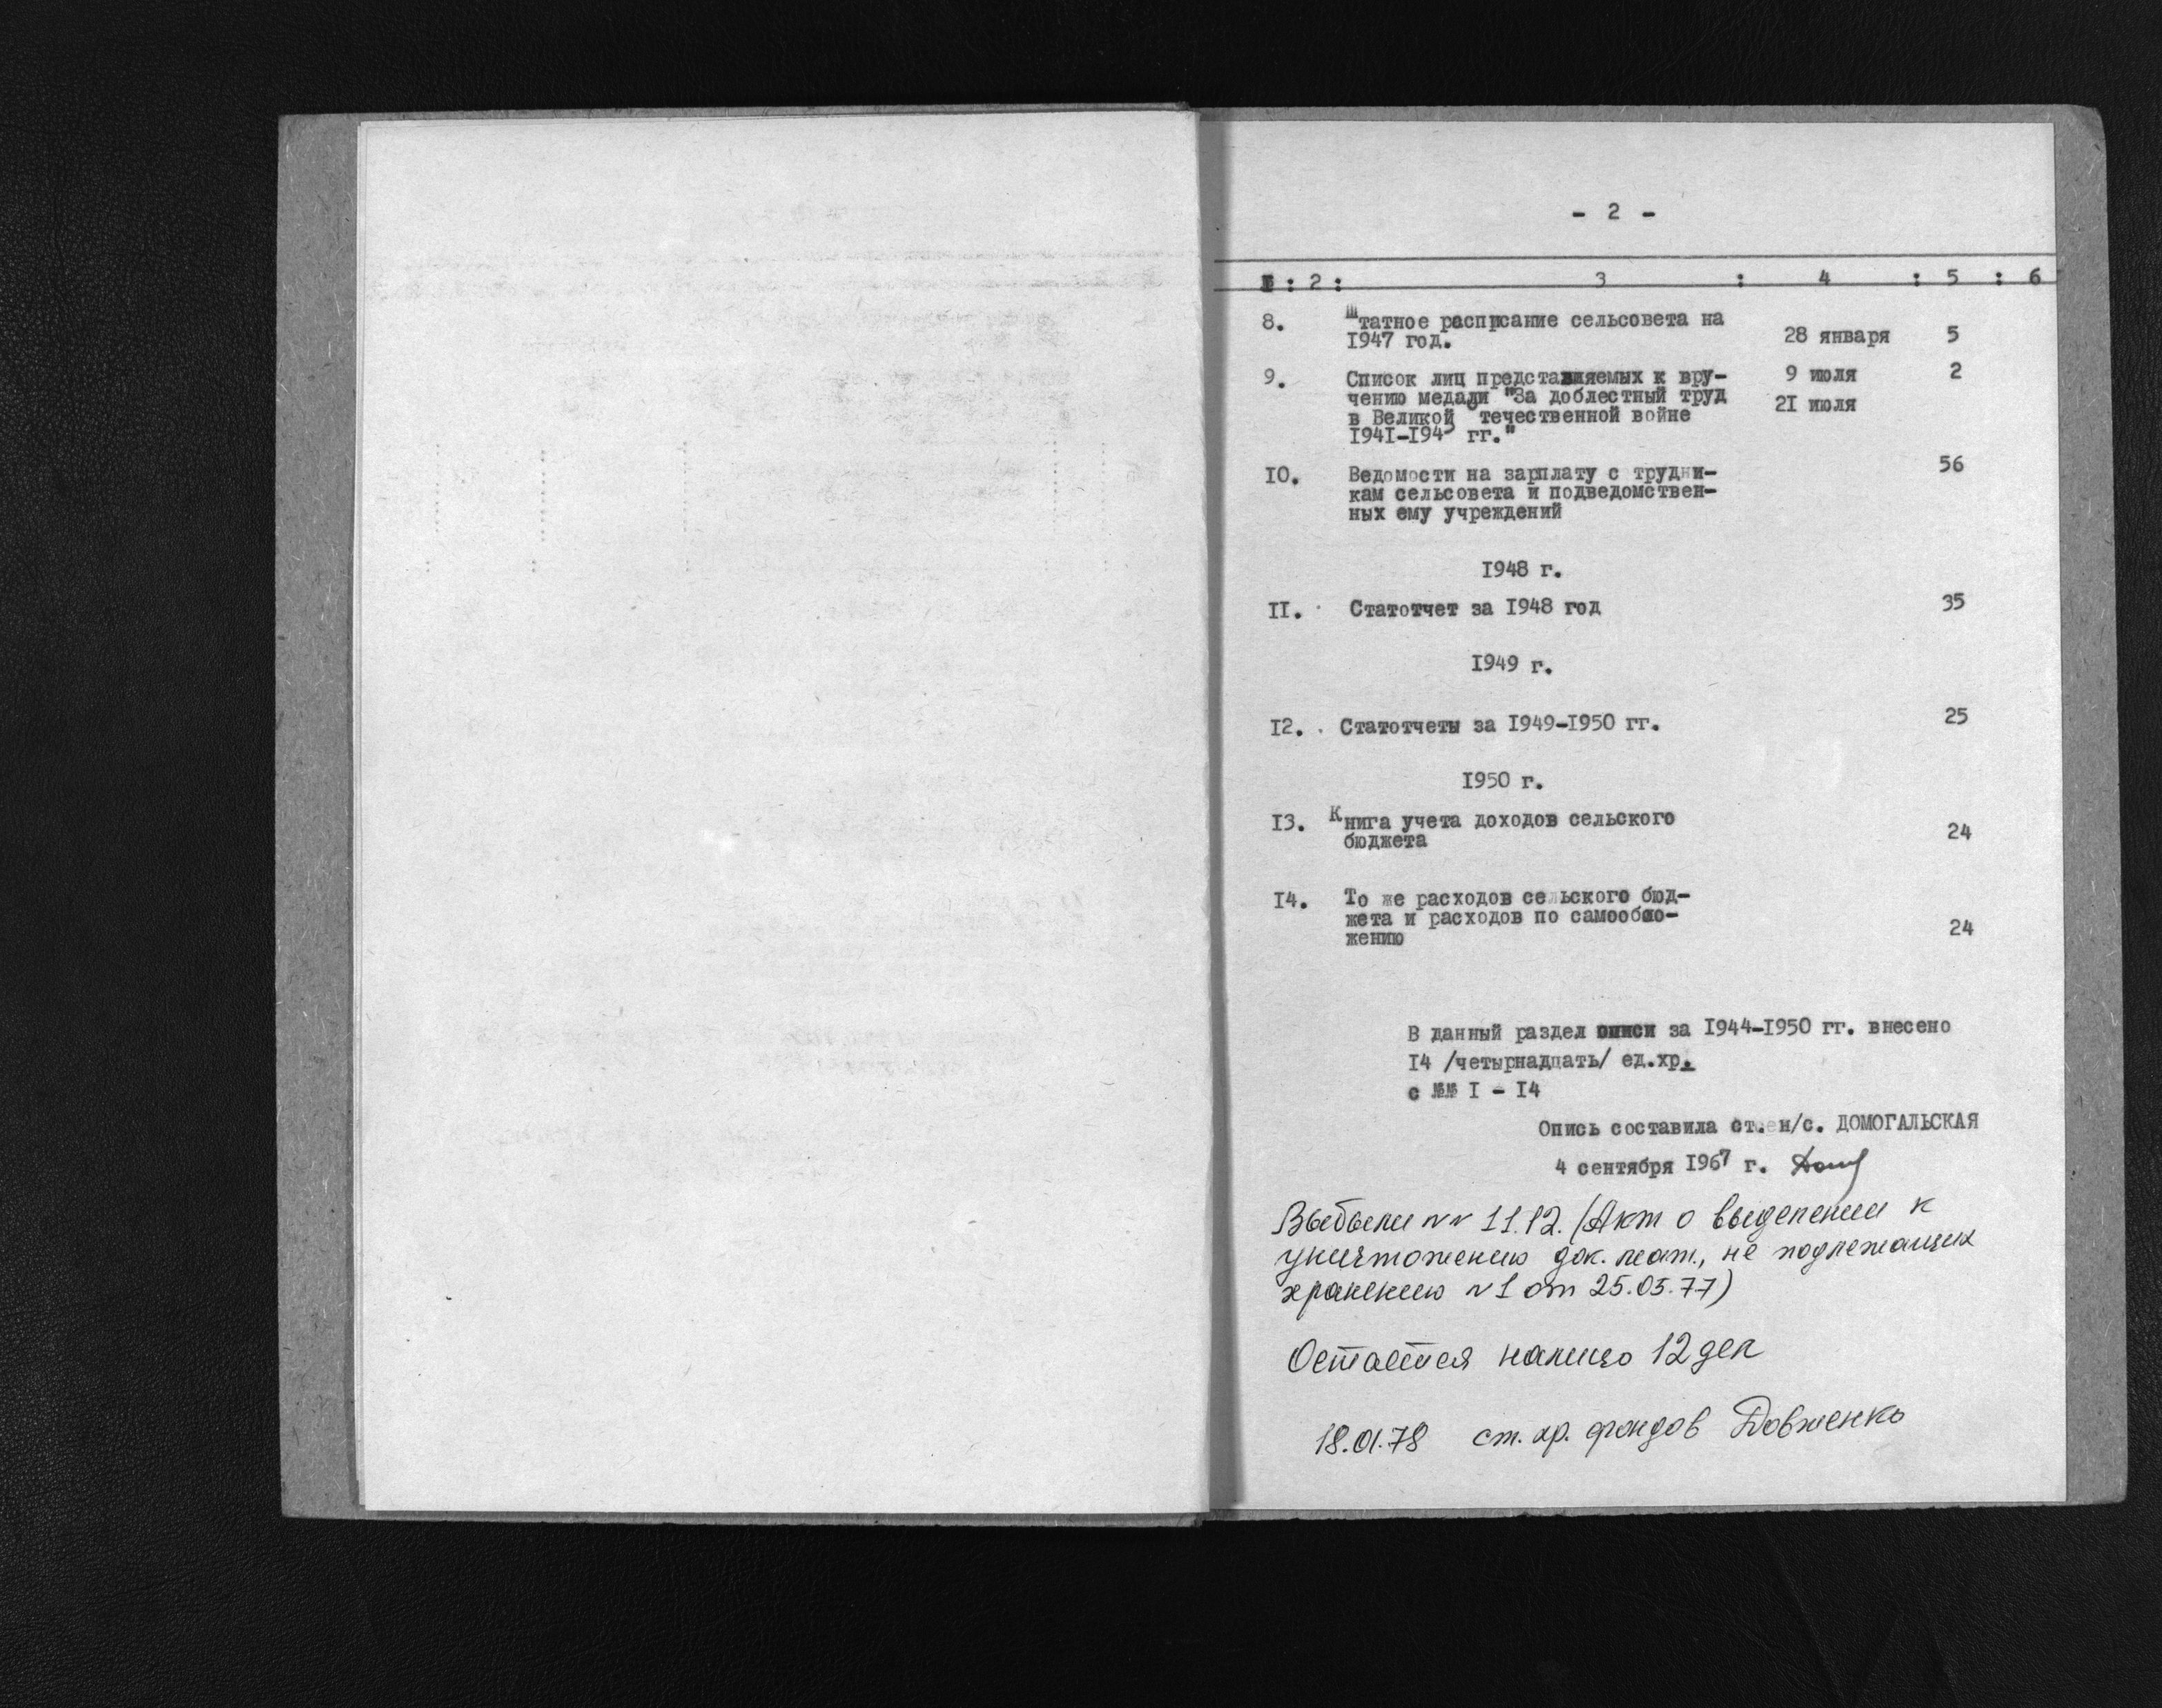 - 2 -
I : 2 : 3 : 4 : 5 : 6
8. Штатное расписание сельсовета на
1947 год. 28 января 5
9. Список лиц представляемых к вру- 9 июля 2
чению медали "За доблестный труд 21 июля
в Великой Отечественной войне
1941-1945 гг."
10. Ведомости на зарплату с трудни- 56
кам сельсовета и подведомствен-
ных ему учреждений
1948 г.
11. Статотчет за 1948 год 35
1949 г.
12. Статотчеты за 1949-1950 гг. 25
1950 г.
13. Книга учета доходов сельского
бюджета 24
14. То же расходов сельского бюд-
жета и расходов по самообло-
жению 24
В данный раздел описи за 1944-1950 гг. внесено
14 /четырнадцать/ ед.хр.
с №№ 1 - 14
Опись составила ст. н/с. ДОМОГАЛЬСКАЯ
4 сентября 1967 г.
Выбыли NN 11.12. (Акт о выделении к
уничтожению док. мат., не подлежащих
хранению N1 от 25.05.77)
Остаётся налицо 12 дел
18.01.78 ст. хр. фондов Довженко